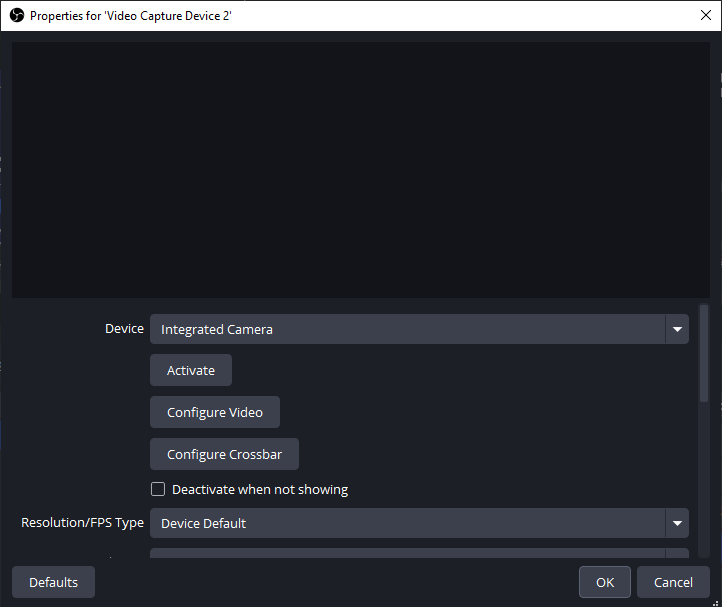 Properties for 'Video Capture Device 2'
Device Integrated Camera
Activate
Configure Video
Configure Crossbar
Deactivate when not showing
Resolution/FPS Type Device Default
Defaults OK Cancel